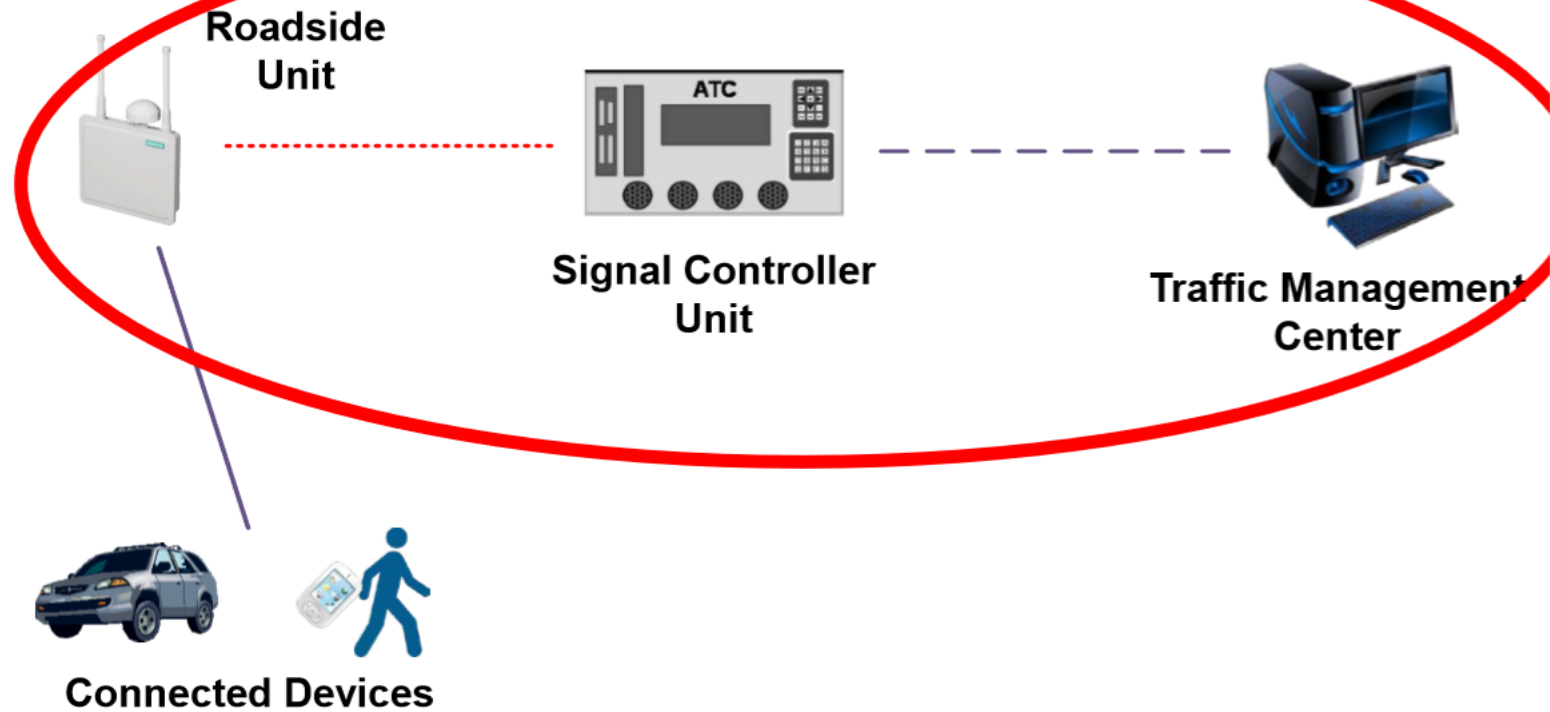 Roadside
Unit
ATC
Signal Controller
Unit
Traffic Management
Center
Connected Devices